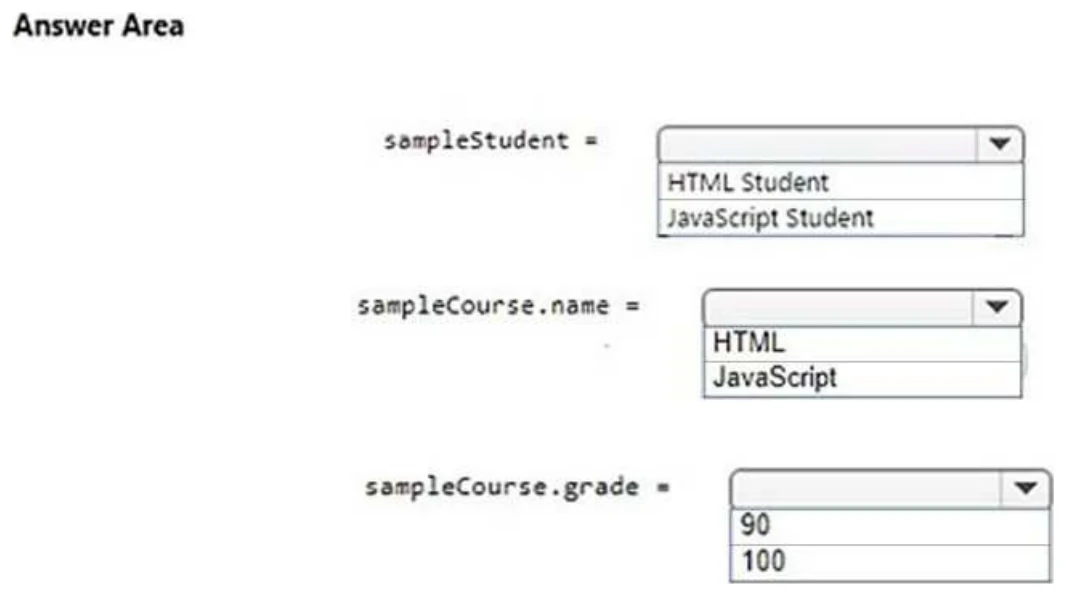 Answer Area
sampleStudent =
HTML Student
JavaScript Student
sampleCourse.name =
HTML
JavaScript
sampleCourse.grade =
90
100